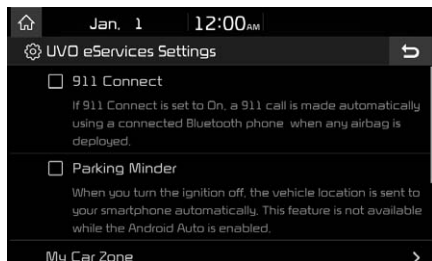 Jan. 1 12:00AM
UVO eServices Settings
911 Connect
If 911 Connect is set to On, a 911 call is made automatically
using a connected Bluetooth phone when any airbag is
deployed.
Parking Minder
When you turn the ignition off, the vehicle location is sent to
your smartphone automatically. This feature is not available
while the Android Auto is enabled.
My Car Zone